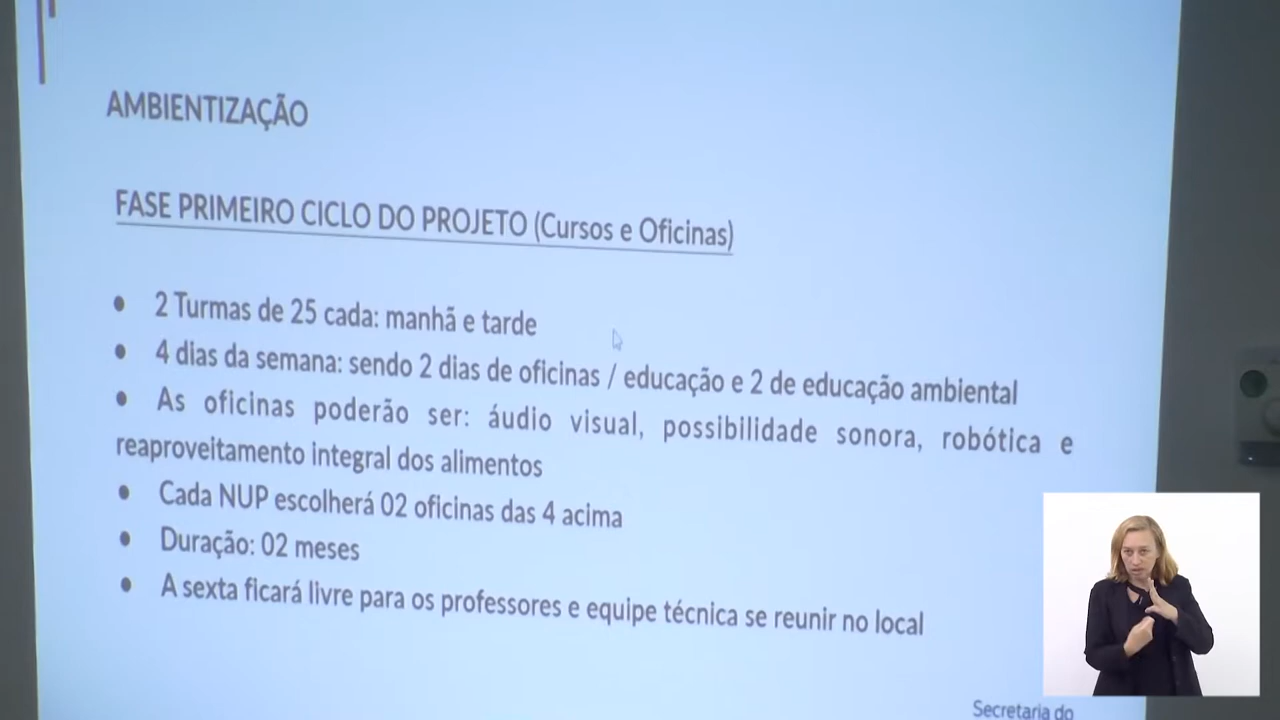 AMBIENTIZAÇÃO
FASE PRIMEIRO CICLO DO PROJETO (Cursos e Oficinas)
● 2 Turmas de 25 cada: manhã e tarde
● 4 dias da semana: sendo 2 dias de oficinas / educação e 2 de educação ambiental
● As oficinas poderão ser: áudio visual, possibilidade sonora, robótica e
reaproveitamento integral dos alimentos
● Cada NUP escolherá 02 oficinas das 4 acima
● Duração: 02 meses
● A sexta ficará livre para os professores e equipe técnica se reunir no local
Secretaria do